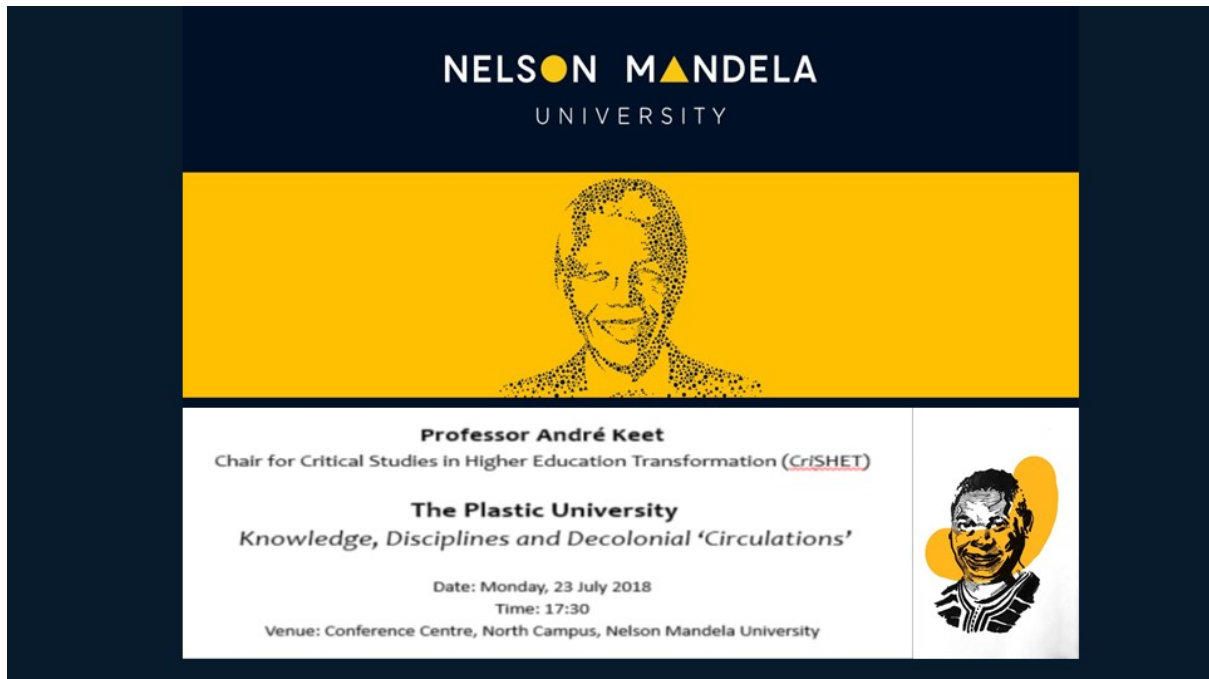 NELSON MANDELA
UNIVERSITY
Professor André Keet
Chair for Critical Studies in Higher Education Transformation (CriSHET)
The Plastic University
Knowledge, Disciplines and Decolonial ‘Circulations’
Date: Monday, 23 July 2018
Time: 17:30
Venue: Conference Centre, North Campus, Nelson Mandela University